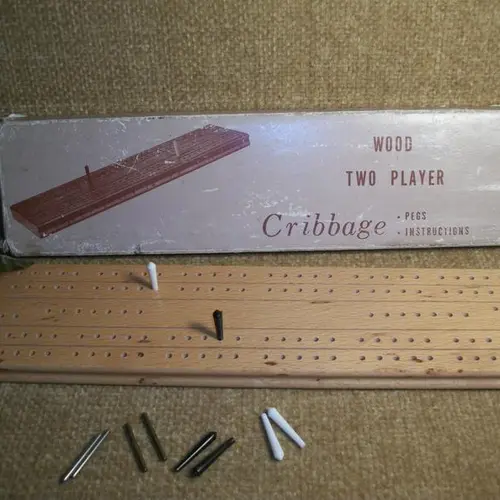 WOOD
TWO PLAYER
Cribbage
· PEGS
· INSTRUCTIONS